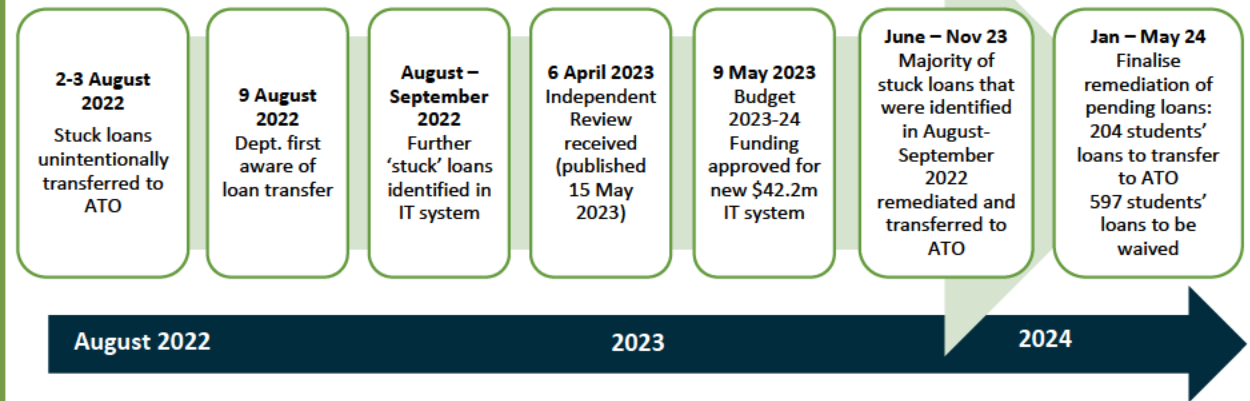 2-3 August
2022
Stuck loans
unintentionally
transferred to
ATO
9 August
2022
Dept. first
aware of
loan transfer
August –
September
2022
Further
‘stuck’ loans
identified in
IT system
6 April 2023
Independent
Review
received
(published
15 May
2023)
9 May 2023
Budget
2023-24
Funding
approved for
new $42.2m
IT system
June – Nov 23
Majority of
stuck loans that
were identified
in August-
September
2022
remediated and
transferred to
ATO
Jan – May 24
Finalise
remediation of
pending loans:
204 students’
loans to transfer
to ATO
597 students’
loans to be
waived
August 2022
2023
2024